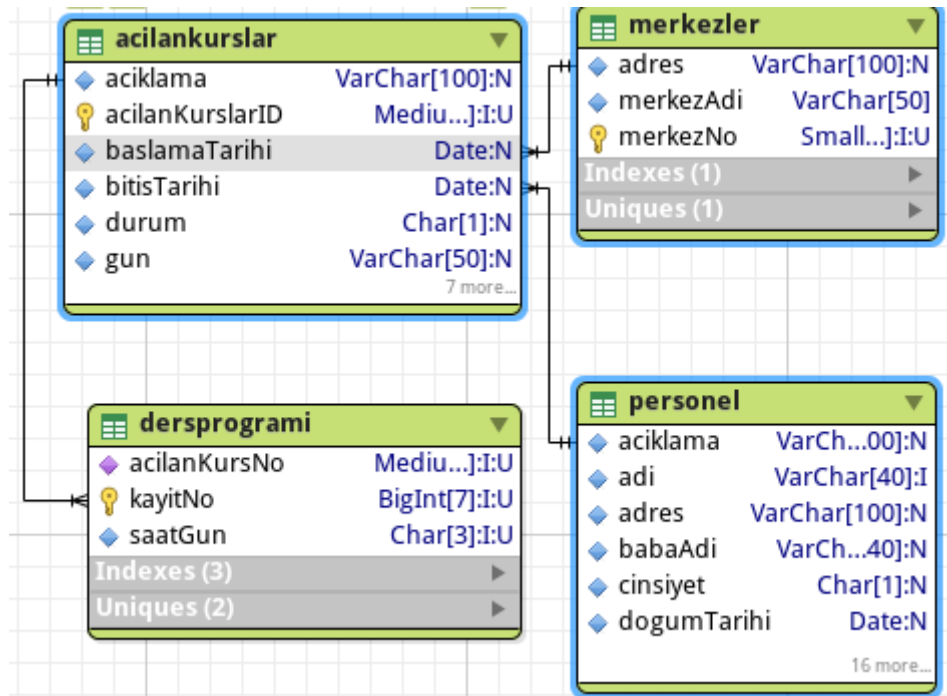 acilankurslar
aciklama VarChar[100]:N
acilanKurslarID Mediu...]:I:U
baslamaTarihi Date:N
bitisTarihi Date:N
durum Char[1]:N
gun VarChar[50]:N
7 more...
merkezler
adres VarChar[100]:N
merkezAdi VarChar[50]
merkezNo Small...]:I:U
Indexes (1)
Uniques (1)
dersprogrami
acilanKursNo Mediu...]:I:U
kayitNo BigInt[7]:I:U
saatGun Char[3]:I:U
Indexes (3)
Uniques (2)
personel
aciklama VarCh...00]:N
adi VarChar[40]:I
adres VarChar[100]:N
babaAdi VarCh...40]:N
cinsiyet Char[1]:N
dogumTarihi Date:N
16 more...